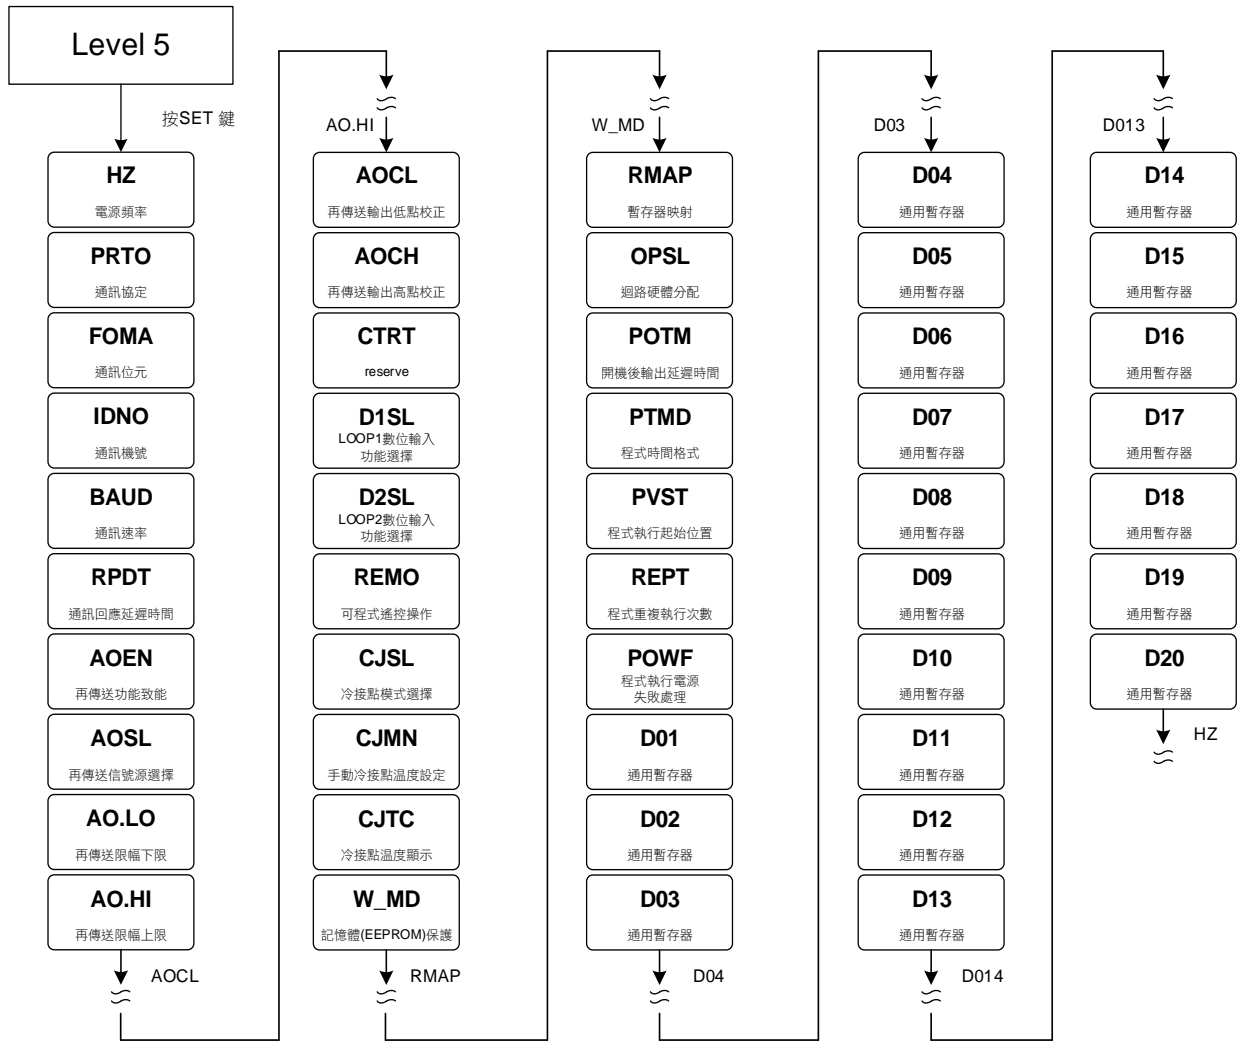 Level 5
按SET 鍵
HZ
電源頻率
PRTO
通訊協定
FOMA
通訊位元
IDNO
通訊機號
BAUD
通訊速率
RPDT
通訊回應延遲時間
AOEN
再傳送功能致能
AOSL
再傳送信號源選擇
AO.LO
再傳送限幅下限
AO.HI
再傳送限幅上限
AOCL
AO.HI
AOCL
再傳送輸出低點校正
AOCH
再傳送輸出高點校正
CTRT
reserve
D1SL
LOOP1數位輸入
功能選擇
D2SL
LOOP2數位輸入
功能選擇
REMO
可程式遙控操作
CJSL
冷接點模式選擇
CJMN
手動冷接點溫度設定
CJTC
冷接點溫度顯示
W_MD
記憶體(EEPROM)保護
RMAP
W_MD
RMAP
暫存器映射
OPSL
迴路硬體分配
POTM
開機後輸出延遲時間
PTMD
程式時間格式
PVST
程式執行起始位置
REPT
程式重複執行次數
POWF
程式執行電源
失敗處理
D01
通用暫存器
D02
通用暫存器
D03
通用暫存器
D04
D03
D04
通用暫存器
D05
通用暫存器
D06
通用暫存器
D07
通用暫存器
D08
通用暫存器
D09
通用暫存器
D10
通用暫存器
D11
通用暫存器
D12
通用暫存器
D13
通用暫存器
D014
D013
D14
通用暫存器
D15
通用暫存器
D16
通用暫存器
D17
通用暫存器
D18
通用暫存器
D19
通用暫存器
D20
通用暫存器
HZ